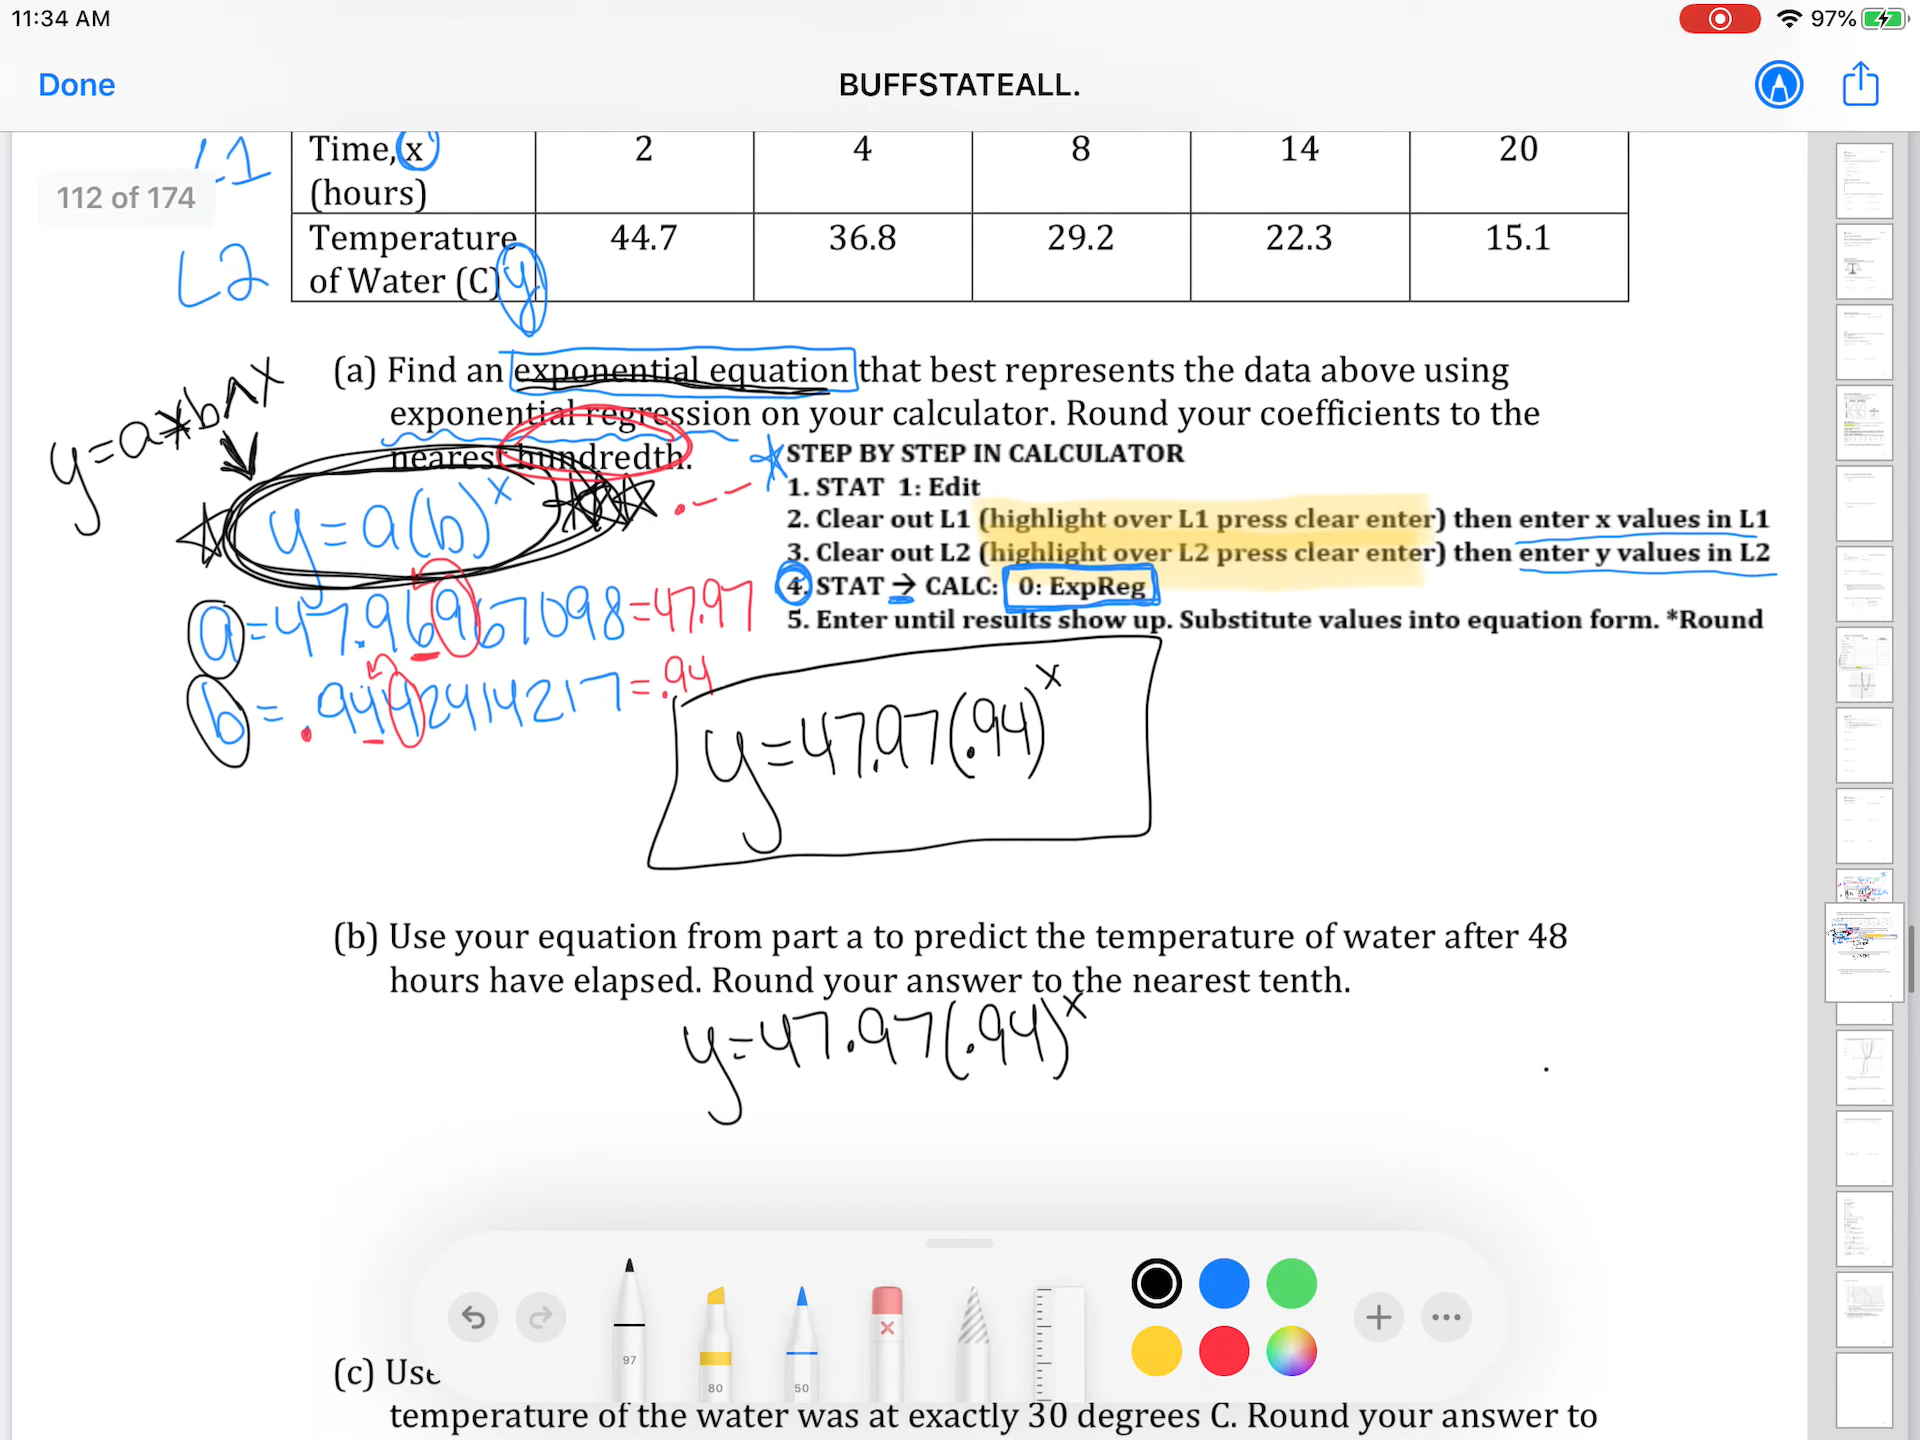 11:34 AM
97%
Done
BUFFSTATEALL.
L1
Time, x 2 4 8 14 20
(hours)
112 of 174
L2
Temperature 44.7 36.8 29.2 22.3 15.1
of Water (C) y
(a) Find an exponential equation that best represents the data above using
exponential regression on your calculator. Round your coefficients to the
nearest hundredth.
y=a*b^x
STEP BY STEP IN CALCULATOR
1. STAT 1: Edit
2. Clear out L1 (highlight over L1 press clear enter) then enter x values in L1
3. Clear out L2 (highlight over L2 press clear enter) then enter y values in L2
4. STAT → CALC: 0: ExpReg
5. Enter until results show up. Substitute values into equation form. *Round
y=a(b)^x
a=47.96967098=47.97
b=.9442414217=.94
y=47.97(.94)^x
(b) Use your equation from part a to predict the temperature of water after 48
hours have elapsed. Round your answer to the nearest tenth.
y=47.97(.94)^x
97
80
50
(c) Use
temperature of the water was at exactly 30 degrees C. Round your answer to